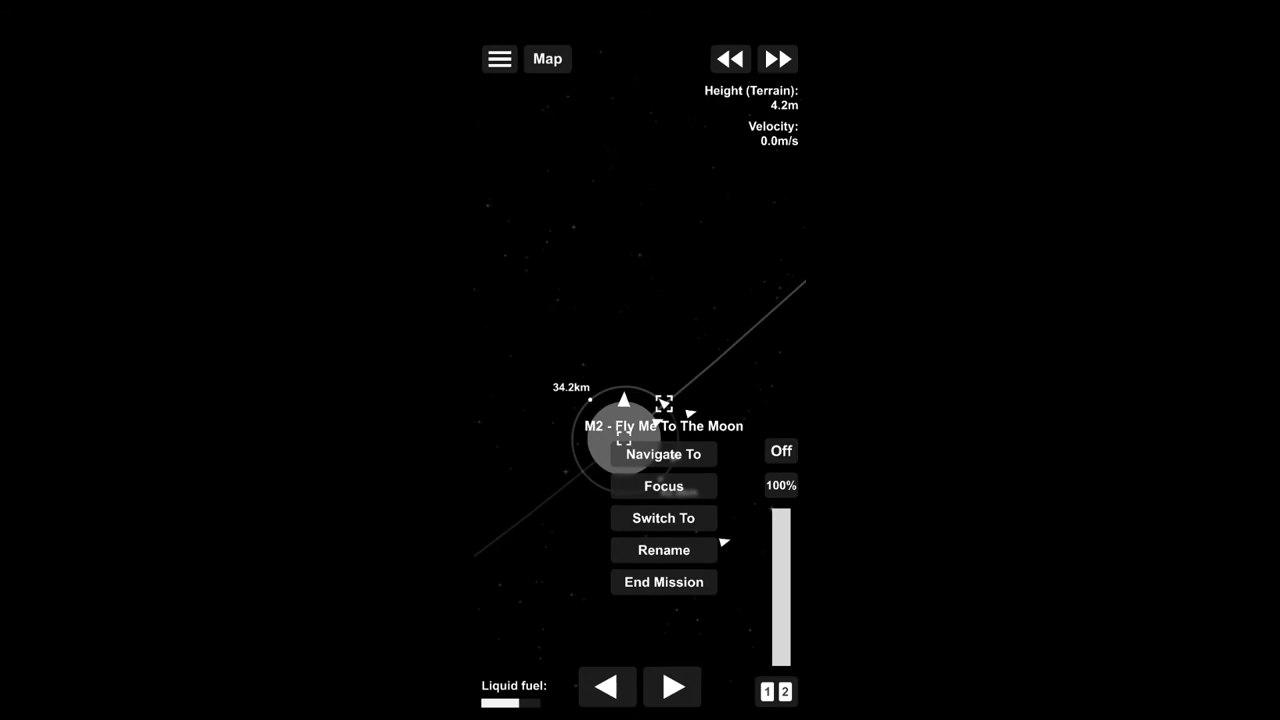 Map
Height (Terrain):
4.2m
Velocity:
0.0m/s
34.2km
M2 - Fly Me To The Moon
Navigate To
Focus
Switch To
Rename
End Mission
Off
100%
Liquid fuel:
1 2